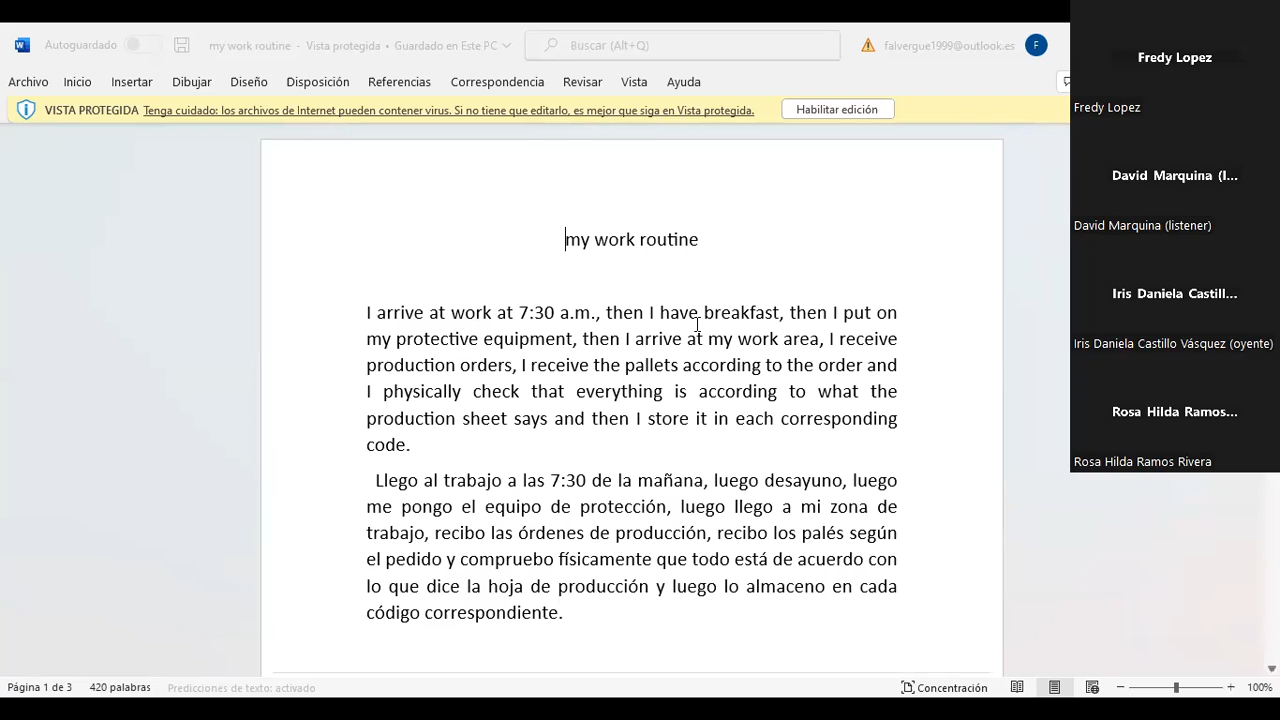 Autoguardado
my work routine - Vista protegida • Guardado en Este PC
Buscar (Alt+Q)
falvergue1999@outlook.es
F
Archivo Inicio Insertar Dibujar Diseño Disposición Referencias Correspondencia Revisar Vista Ayuda
VISTA PROTEGIDA Tenga cuidado: los archivos de Internet pueden contener virus. Si no tiene que editarlo, es mejor que siga en Vista protegida.
Habilitar edición
my work routine
I arrive at work at 7:30 a.m., then I have breakfast, then I put on
my protective equipment, then I arrive at my work area, I receive
production orders, I receive the pallets according to the order and
I physically check that everything is according to what the
production sheet says and then I store it in each corresponding
code.
Llego al trabajo a las 7:30 de la mañana, luego desayuno, luego
me pongo el equipo de protección, luego llego a mi zona de
trabajo, recibo las órdenes de producción, recibo los palés según
el pedido y compruebo físicamente que todo está de acuerdo con
lo que dice la hoja de producción y luego lo almaceno en cada
código correspondiente.
Página 1 de 3 420 palabras Predicciones de texto: activado
Concentración
100%
Fredy Lopez
Fredy Lopez
David Marquina (l...
David Marquina (listener)
Iris Daniela Castill...
Iris Daniela Castillo Vásquez (oyente)
Rosa Hilda Ramos...
Rosa Hilda Ramos Rivera